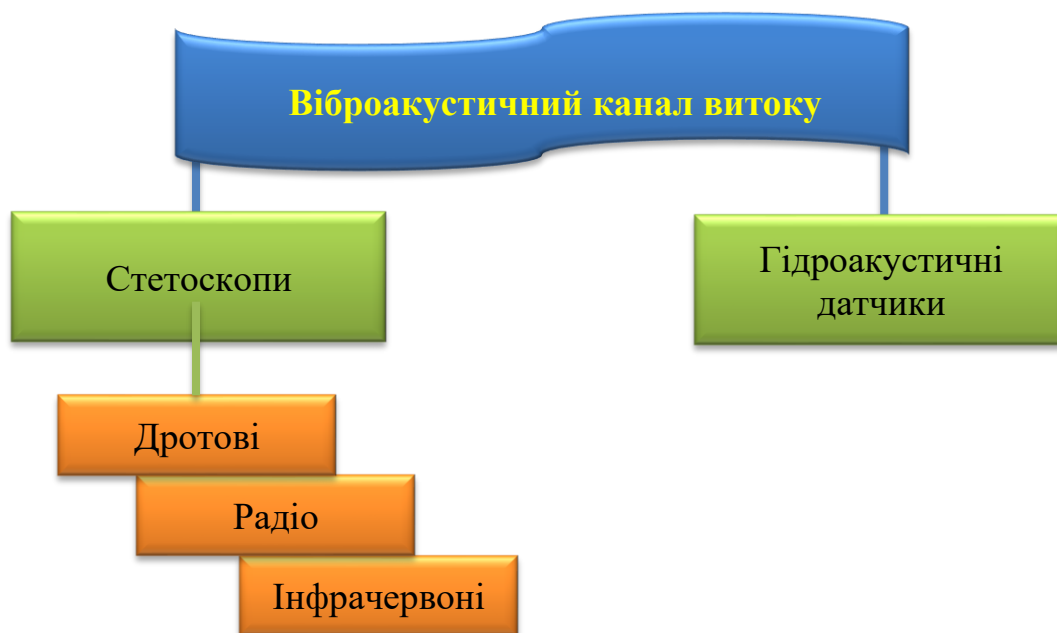 Віброакустичний канал витоку
Стетоскопи
Гідроакустичні
датчики
Дротові
Радіо
Інфрачервоні